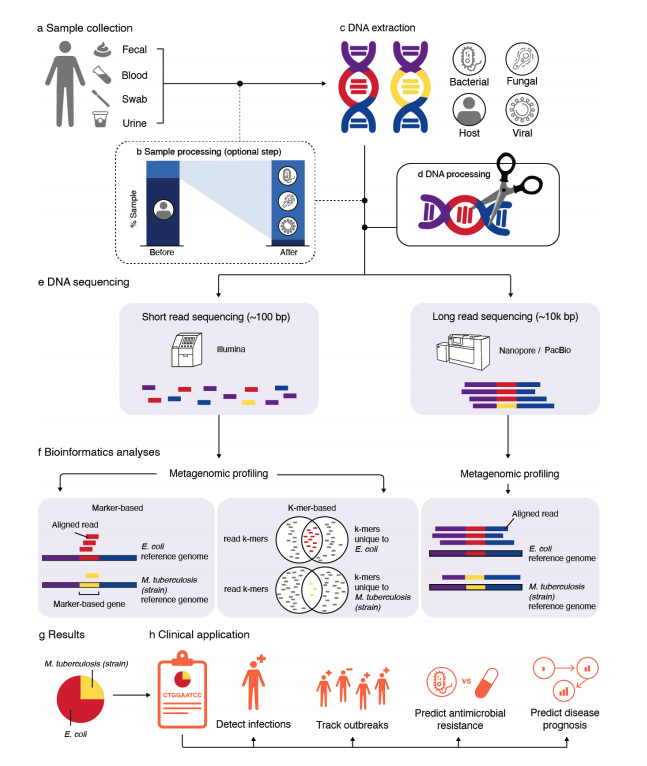 a Sample collection
Fecal
Blood
Swab
Urine
c DNA extraction
Bacterial
Fungal
Host
Viral
b Sample processing (optional step)
% Sample
Before
After
d DNA processing
e DNA sequencing
Short read sequencing (~100 bp)
illumina
Long read sequencing (~10k bp)
Nanopore / PacBio
f Bioinformatics analyses
Metagenomic profiling
Metagenomic profiling
Marker-based
Aligned read
E. coli
reference genome
M. tuberculosis
(strain)
reference genome
Marker-based gene
K-mer-based
read k-mers
k-mers
unique to
E. coli
read k-mers
k-mers
unique to
M. tuberculosis
(strain)
Aligned read
E. coli
reference genome
M. tuberculosis
(strain)
reference genome
g Results
M. tuberculosis (strain)
E. coli
h Clinical application
CTGGAATCC
Detect infections
Track outbreaks
vs
Predict antimicrobial
resistance
Predict disease
prognosis